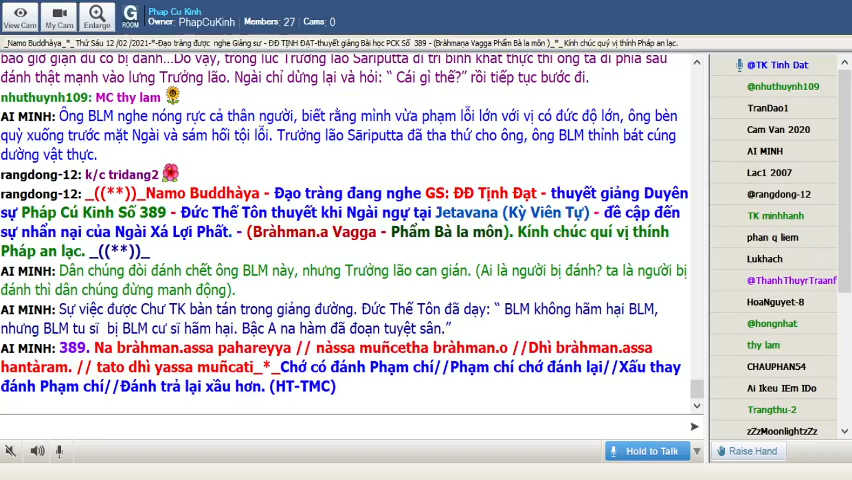 View Cam
My Cam
Enlarge
G
ROOM
Phap Cu Kinh
Owner: PhapCuKinh Members: 27 Cams: 0
_Namo Buddhàya_*_ Thứ Sáu 12 /02 /2021-*-Đạo tràng được nghe Giảng sư - ĐĐ TỊNH ĐẠT-thuyết giảng Bài học PCK Số 389 - (Bràhmaṇa Vagga Phẩm Bà la môn )_*_ Kính chúc quý vị thính Pháp an lạc.
bao giờ giận dù có bị đánh...Do vậy, trong lúc Trưởng lão Sāriputta đi trì bình khất thực thì ông ta đi phía sau
đánh thật mạnh vào lưng Trưởng lão. Ngài chỉ dừng lại và hỏi: “ Cái gì thế?” rồi tiếp tục bước đi.
nhuthuynh109: MC thy lam
AI MINH: Ông BLM nghe nóng rực cả thân người, biết rằng mình vừa phạm lỗi lớn với vị có đức độ lớn, ông bèn
quỳ xuống trước mặt Ngài và sám hối tội lỗi. Trưởng lão Sāriputta đã tha thứ cho ông, ông BLM thỉnh bát cúng
dường vật thực.
rangdong-12: k/c tridang2
rangdong-12: _((**))_Namo Buddhàya - Đạo tràng đang nghe GS: ĐĐ Tịnh Đạt - thuyết giảng Duyên
sự Pháp Cú Kinh Số 389 - Đức Thế Tôn thuyết khi Ngài ngự tại Jetavana (Kỳ Viên Tự) - đề cập đến
sự nhẫn nại của Ngài Xá Lợi Phất. - (Bràhman.a Vagga - Phẩm Bà la môn). Kính chúc quí vị thính
Pháp an lạc. _((**))_
AI MINH: Dân chúng đòi đánh chết ông BLM này, nhưng Trưởng lão can gián. (Ai là người bị đánh? ta là người bị
đánh thì dân chúng đừng manh động).
AI MINH: Sự việc được Chư TK bàn tán trong giảng đường. Đức Thế Tôn đã dạy: “ BLM không hãm hại BLM,
nhưng BLM tu sĩ bị BLM cư sĩ hãm hại. Bậc A na hàm đã đoạn tuyệt sân.”
AI MINH: 389. Na bràhman.assa pahareyya // nàssa muñcetha bràhman.o //Dhì bràhman.assa
hantàram. // tato dhì yassa muñcati_*_Chớ có đánh Phạm chí//Phạm chí chớ đánh lại//Xấu thay
đánh Phạm chí//Đánh trả lại xầu hơn. (HT-TMC)
@TK Tinh Dat
@nhuthuynh109
TranDao1
Cam Van 2020
AI MINH
Lac1 2007
@rangdong-12
TK minhhanh
phan q liem
Lukhach
@ThanhThuyrTraanf
HoaNguyet-8
@hongnhat
thy lam
CHAUPHAN54
Ai lkeu IEm IDo
Trangthu-2
zZzMoonlightzZz
Hold to Talk
Raise Hand